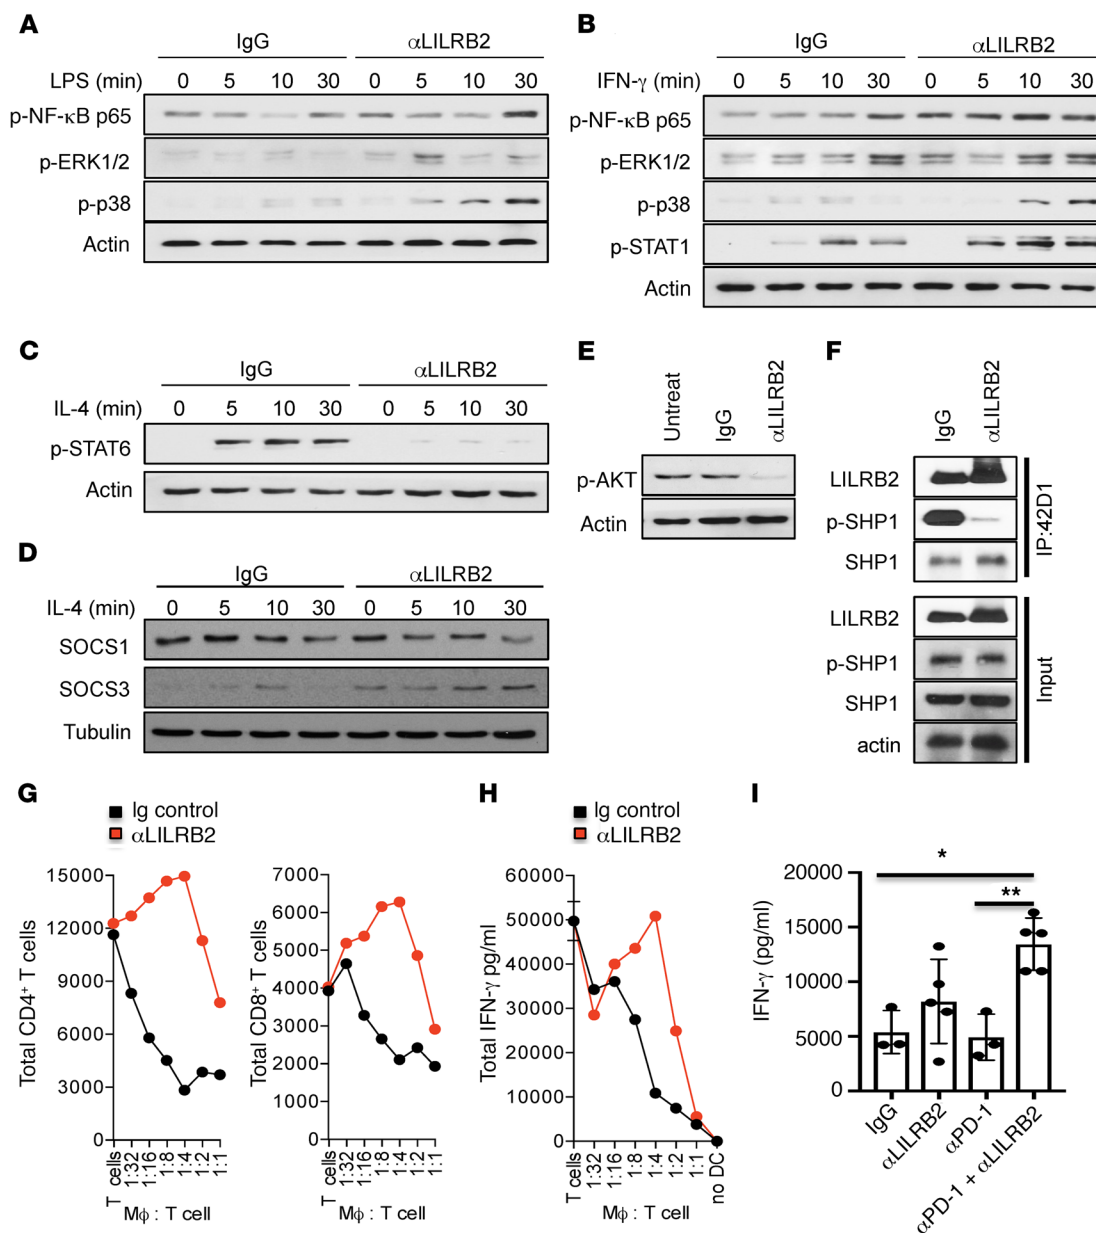 A
IgG αLILRB2
LPS (min) 0 5 10 30 0 5 10 30
p-NF-κB p65
p-ERK1/2
p-p38
Actin
B
IgG αLILRB2
IFN-γ (min) 0 5 10 30 0 5 10 30
p-NF-κB p65
p-ERK1/2
p-p38
p-STAT1
Actin
C
IgG αLILRB2
IL-4 (min) 0 5 10 30 0 5 10 30
p-STAT6
Actin
D
IgG αLILRB2
IL-4 (min) 0 5 10 30 0 5 10 30
SOCS1
SOCS3
Tubulin
E
Untreat IgG αLILRB2
p-AKT
Actin
F
IgG αLILRB2
LILRB2
p-SHP1
SHP1
IP:42D1
LILRB2
p-SHP1
SHP1
actin
Input
G
Ig control
αLILRB2
Total CD4+ T cells
15000
12000
9000
6000
3000
0
T cells 1:32 1:16 1:8 1:4 1:2 1:1
Mϕ : T cell
Total CD8+ T cells
7000
6000
5000
4000
3000
2000
1000
0
T cells 1:32 1:16 1:8 1:4 1:2 1:1
Mϕ : T cell
H
Ig control
αLILRB2
Total IFN-γ pg/ml
60000
50000
40000
30000
20000
10000
0
T cells 1:32 1:16 1:8 1:4 1:2 1:1 no DC
Mϕ : T cell
I
IFN-γ (pg/ml)
20000
15000
10000
5000
0
*
**
IgG αLILRB2 αPD-1 αPD-1 + αLILRB2